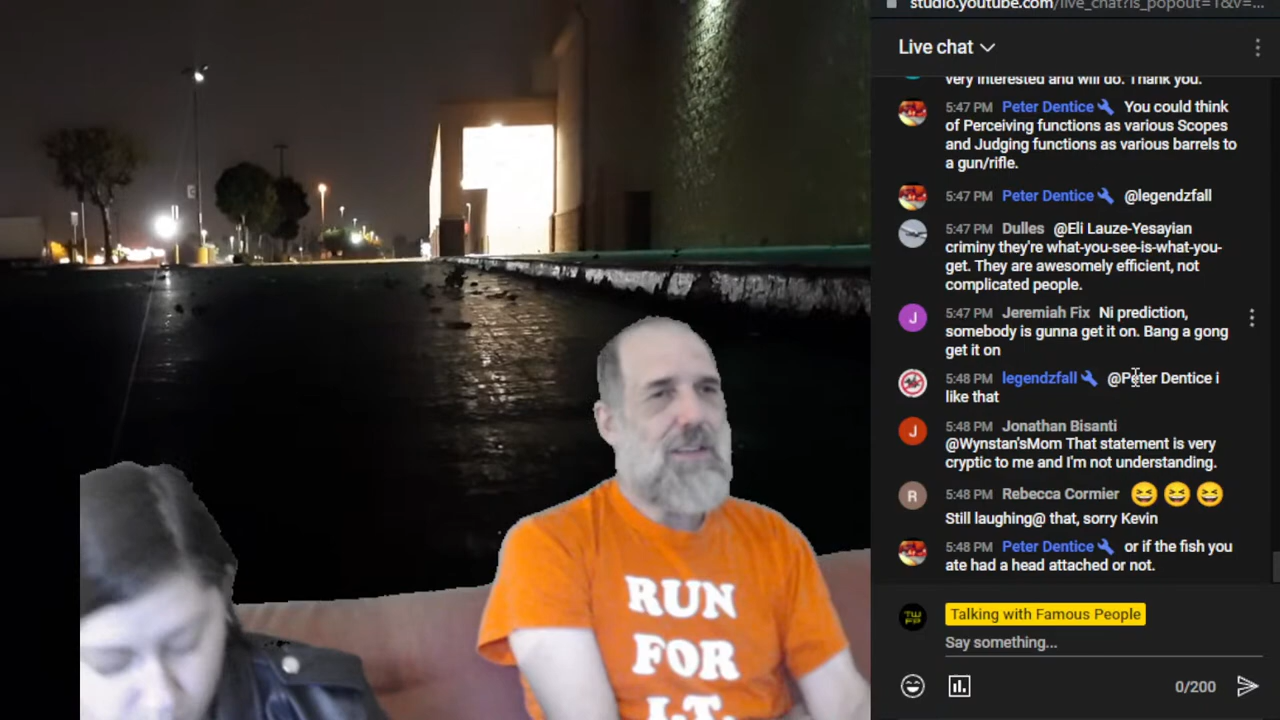 studio.youtube.com/live_chat?is_popout=1&v=...
Live chat
very interested and will do. Thank you.
5:47 PM Peter Dentice You could think
of Perceiving functions as various Scopes
and Judging functions as various barrels to
a gun/rifle.
5:47 PM Peter Dentice @legendzfall
5:47 PM Dulles @Eli Lauze-Yesayian
criminy they're what-you-see-is-what-you-
get. They are awesomely efficient, not
complicated people.
J
5:47 PM Jeremiah Fix Ni prediction,
somebody is gunna get it on. Bang a gong
get it on
5:48 PM legendzfall @Peter Dentice i
like that
J
5:48 PM Jonathan Bisanti
@Wynstan'sMom That statement is very
cryptic to me and I'm not understanding.
R
5:48 PM Rebecca Cormier 😆 😆 😆
Still laughing@ that, sorry Kevin
5:48 PM Peter Dentice or if the fish you
ate had a head attached or not.
TW
FP
Talking with Famous People
Say something...
0/200
RUN
FOR
I.T.